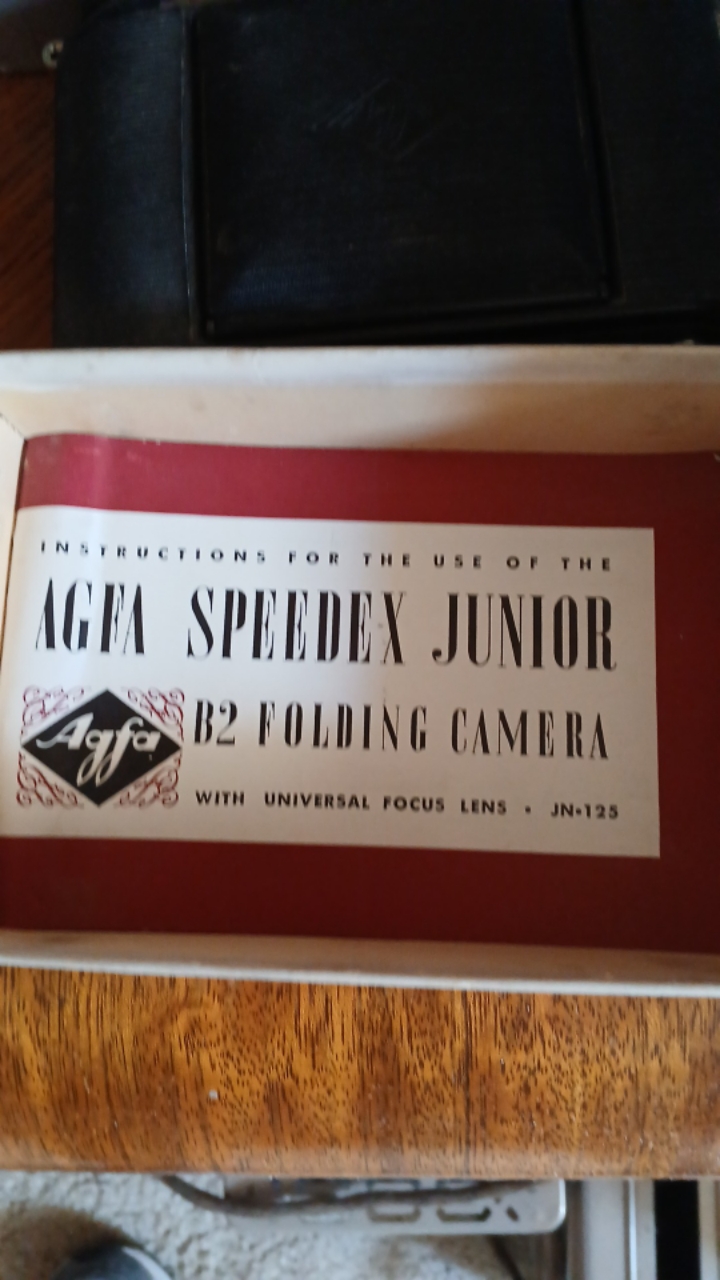 INSTRUCTIONS FOR THE USE OF THE
AGFA SPEEDEX JUNIOR
Agfa
B2 FOLDING CAMERA
WITH UNIVERSAL FOCUS LENS • JN•125